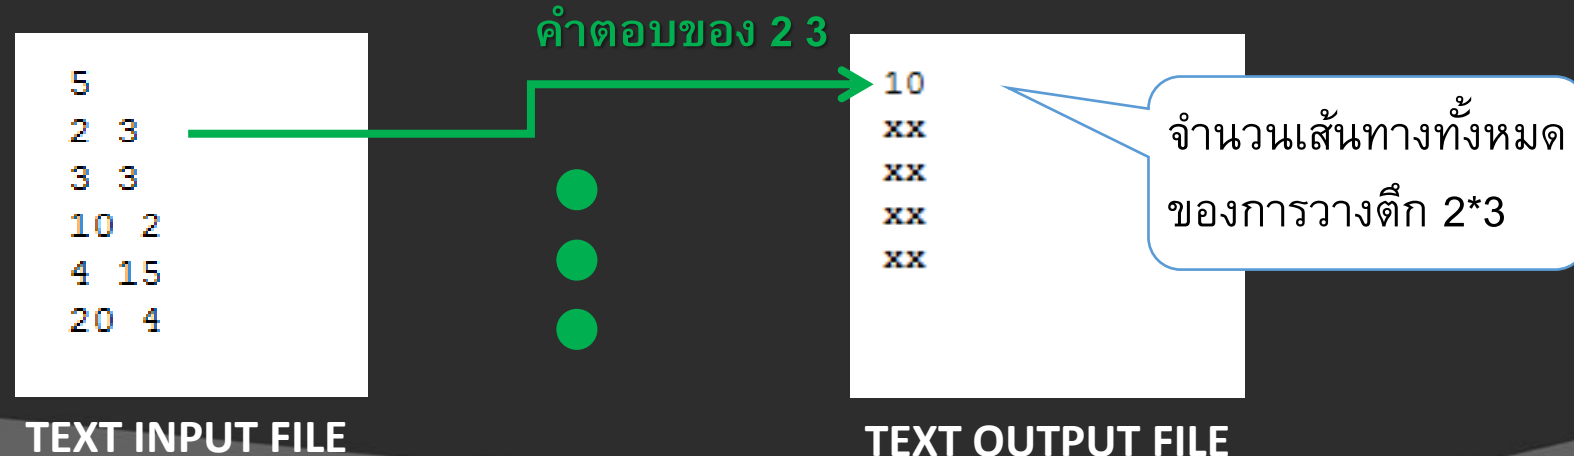 คำตอบของ 2 3
5
2 3
3 3
10 2
4 15
20 4
10
xx
xx
xx
xx
จำนวนเส้นทางทั้งหมด
ของการวางตึก 2*3
TEXT INPUT FILE
TEXT OUTPUT FILE